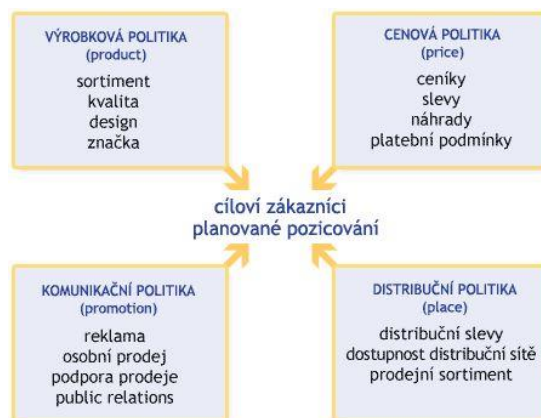 VÝROBKOVÁ POLITIKA
(product)
sortiment
kvalita
design
značka
CENOVÁ POLITIKA
(price)
ceníky
slevy
náhrady
platební podmínky
cíloví zákazníci
plánované pozicování
KOMUNIKAČNÍ POLITIKA
(promotion)
reklama
osobní prodej
podpora prodeje
public relations
DISTRIBUČNÍ POLITIKA
(place)
distribuční slevy
dostupnost distribuční sítě
prodejní sortiment